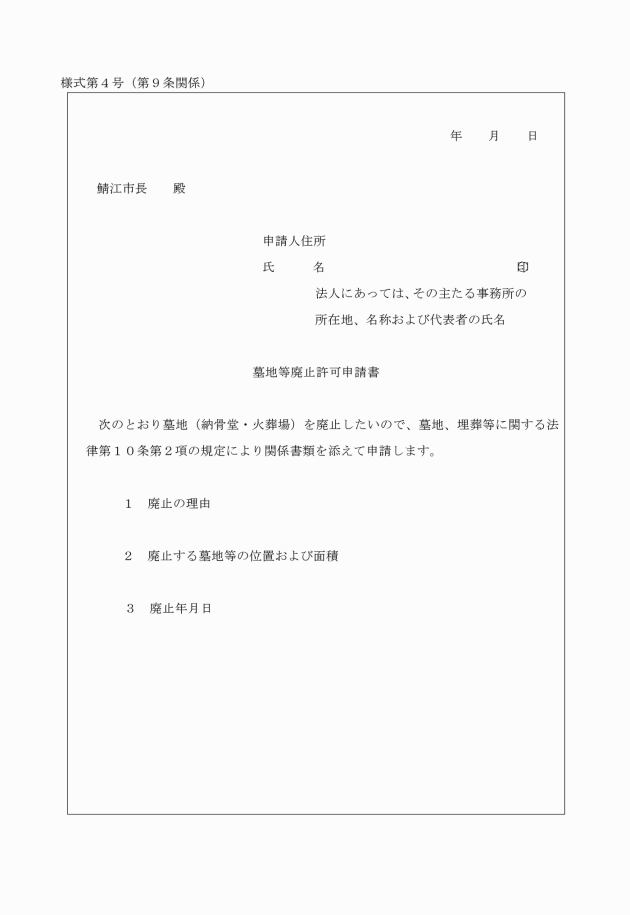 様式第４号（第９条関係）
年　　月　　日
鯖江市長　　殿
申請人住所
氏　　　名　　　　　　　　　　　　　　　㊞
法人にあっては、その主たる事務所の
所在地、名称および代表者の氏名
墓地等廃止許可申請書
次のとおり墓地（納骨堂・火葬場）を廃止したいので、墓地、埋葬等に関する法
律第１０条第２項の規定により関係書類を添えて申請します。
１　廃止の理由
２　廃止する墓地等の位置および面積
３　廃止年月日